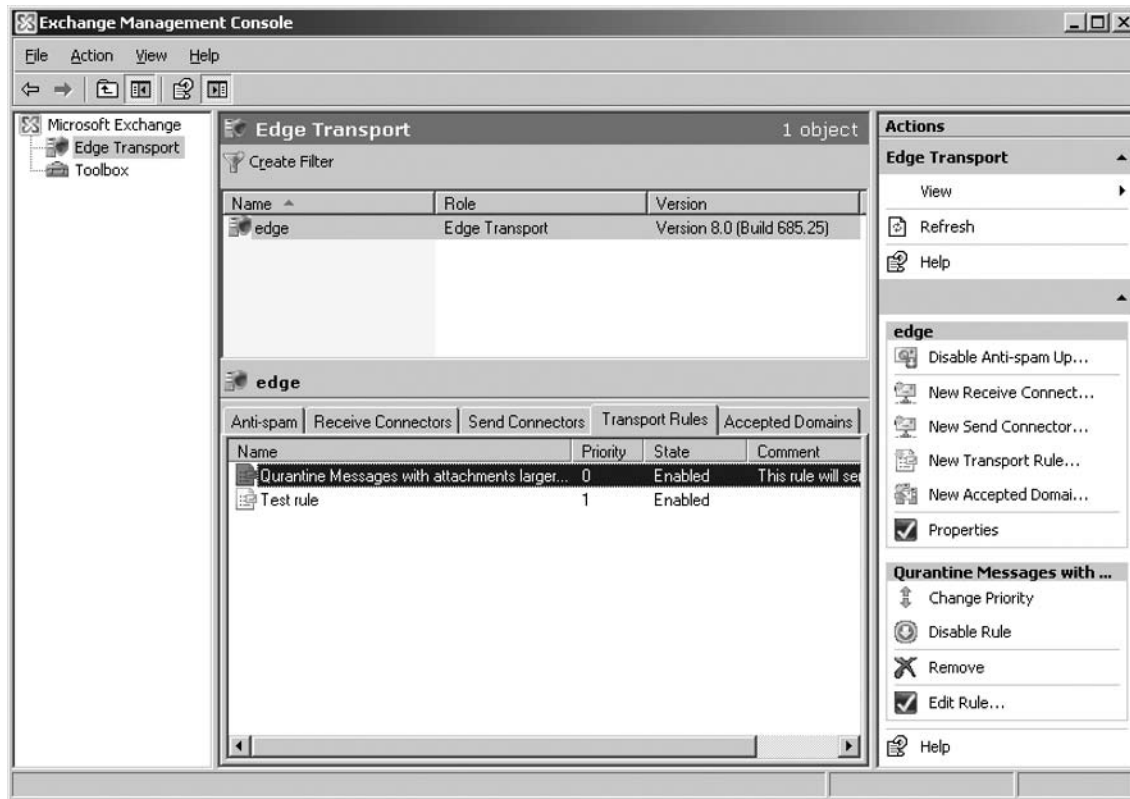 Exchange Management Console
File Action View Help
Microsoft Exchange
Edge Transport
Toolbox
Edge Transport 1 object
Create Filter
Name Role Version
edge Edge Transport Version 8.0 (Build 685.25)
edge
Anti-spam Receive Connectors Send Connectors Transport Rules Accepted Domains
Name Priority State Comment
Qurantine Messages with attachments larger... 0 Enabled This rule will se
Test rule 1 Enabled
Actions
Edge Transport
View
Refresh
Help
edge
Disable Anti-spam Up...
New Receive Connect...
New Send Connector...
New Transport Rule...
New Accepted Domai...
Properties
Qurantine Messages with ...
Change Priority
Disable Rule
Remove
Edit Rule...
Help